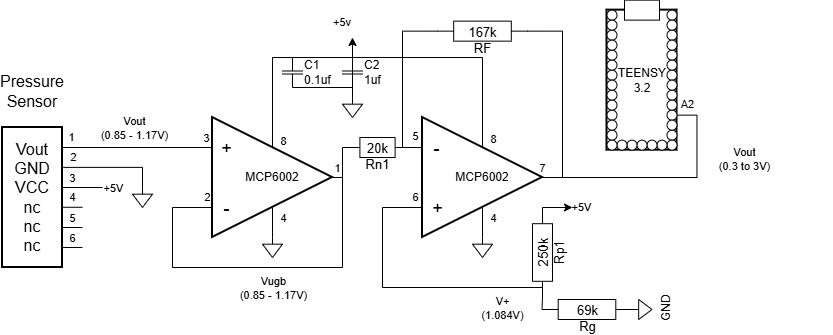 +5v
167k
RF
C1
0.1uf
C2
1uf
TEENSY
3.2
A2
Pressure
Sensor
Vout
(0.85 - 1.17V)
1
Vout
2
GND
3
VCC
+5V
4
nc
5
nc
6
nc
3
+
8
MCP6002
1
2
-
4
Vugb
(0.85 - 1.17V)
20k
Rn1
5
-
8
MCP6002
7
6
+
4
Vout
(0.3 to 3V)
+5V
250k
Rp1
V+
(1.084V)
69k
Rg
GND